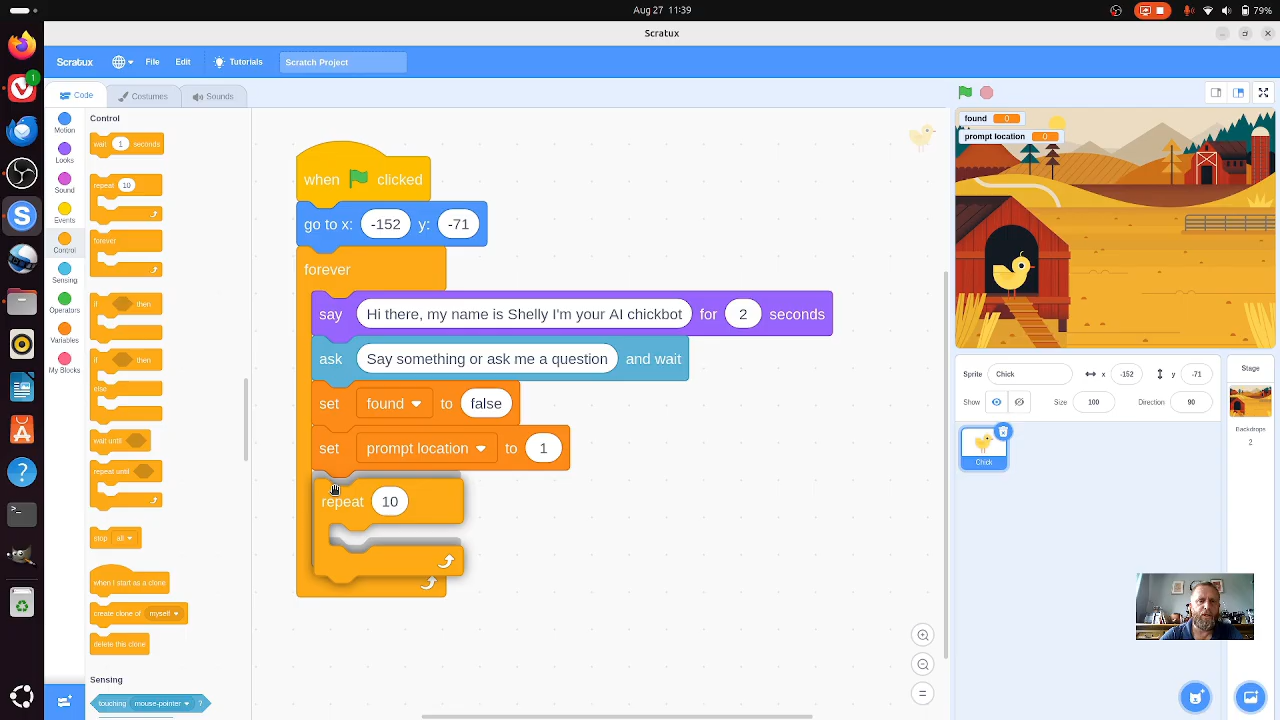 Aug 27 11:39
79%
Scratux
Scratux
File
Edit
Tutorials
Scratch Project
Code
Costumes
Sounds
Motion
Looks
Sound
Events
Control
Sensing
Operators
Variables
My Blocks
Control
wait 1 seconds
repeat 10
forever
if then
if then
else
wait until
repeat until
stop all
when I start as a clone
create clone of myself
delete this clone
Sensing
touching mouse-pointer ?
when clicked
go to x: -152 y: -71
forever
say Hi there, my name is Shelly I'm your AI chickbot for 2 seconds
ask Say something or ask me a question and wait
set found to false
set prompt location to 1
repeat 10
found 0
prompt location 0
Sprite Chick x -152 y -71
Show Size 100 Direction 90
Chick
Stage
Backdrops
2
1